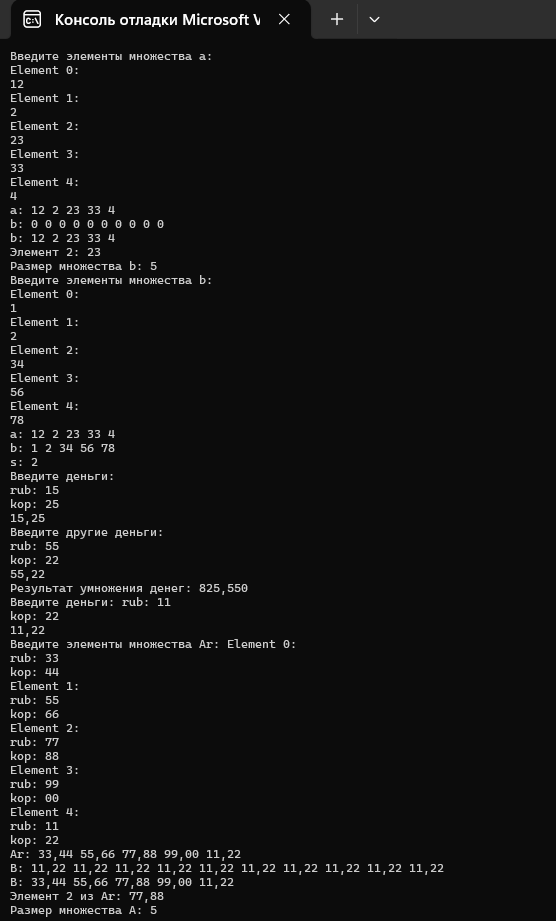 Консоль отладки Microsoft V
Введите элементы множества a:
Element 0:
12
Element 1:
2
Element 2:
23
Element 3:
33
Element 4:
4
a: 12 2 23 33 4
b: 0 0 0 0 0 0 0 0 0 0
b: 12 2 23 33 4
Элемент 2: 23
Размер множества b: 5
Введите элементы множества b:
Element 0:
1
Element 1:
2
Element 2:
34
Element 3:
56
Element 4:
78
a: 12 2 23 33 4
b: 1 2 34 56 78
s: 2
Введите деньги:
rub: 15
kop: 25
15,25
Введите другие деньги:
rub: 55
kop: 22
55,22
Результат умножения денег: 825,550
Введите деньги: rub: 11
kop: 22
11,22
Введите элементы множества Ar: Element 0:
rub: 33
kop: 44
Element 1:
rub: 55
kop: 66
Element 2:
rub: 77
kop: 88
Element 3:
rub: 99
kop: 00
Element 4:
rub: 11
kop: 22
Ar: 33,44 55,66 77,88 99,00 11,22
B: 11,22 11,22 11,22 11,22 11,22 11,22 11,22 11,22 11,22 11,22
B: 33,44 55,66 77,88 99,00 11,22
Элемент 2 из Ar: 77,88
Размер множества A: 5